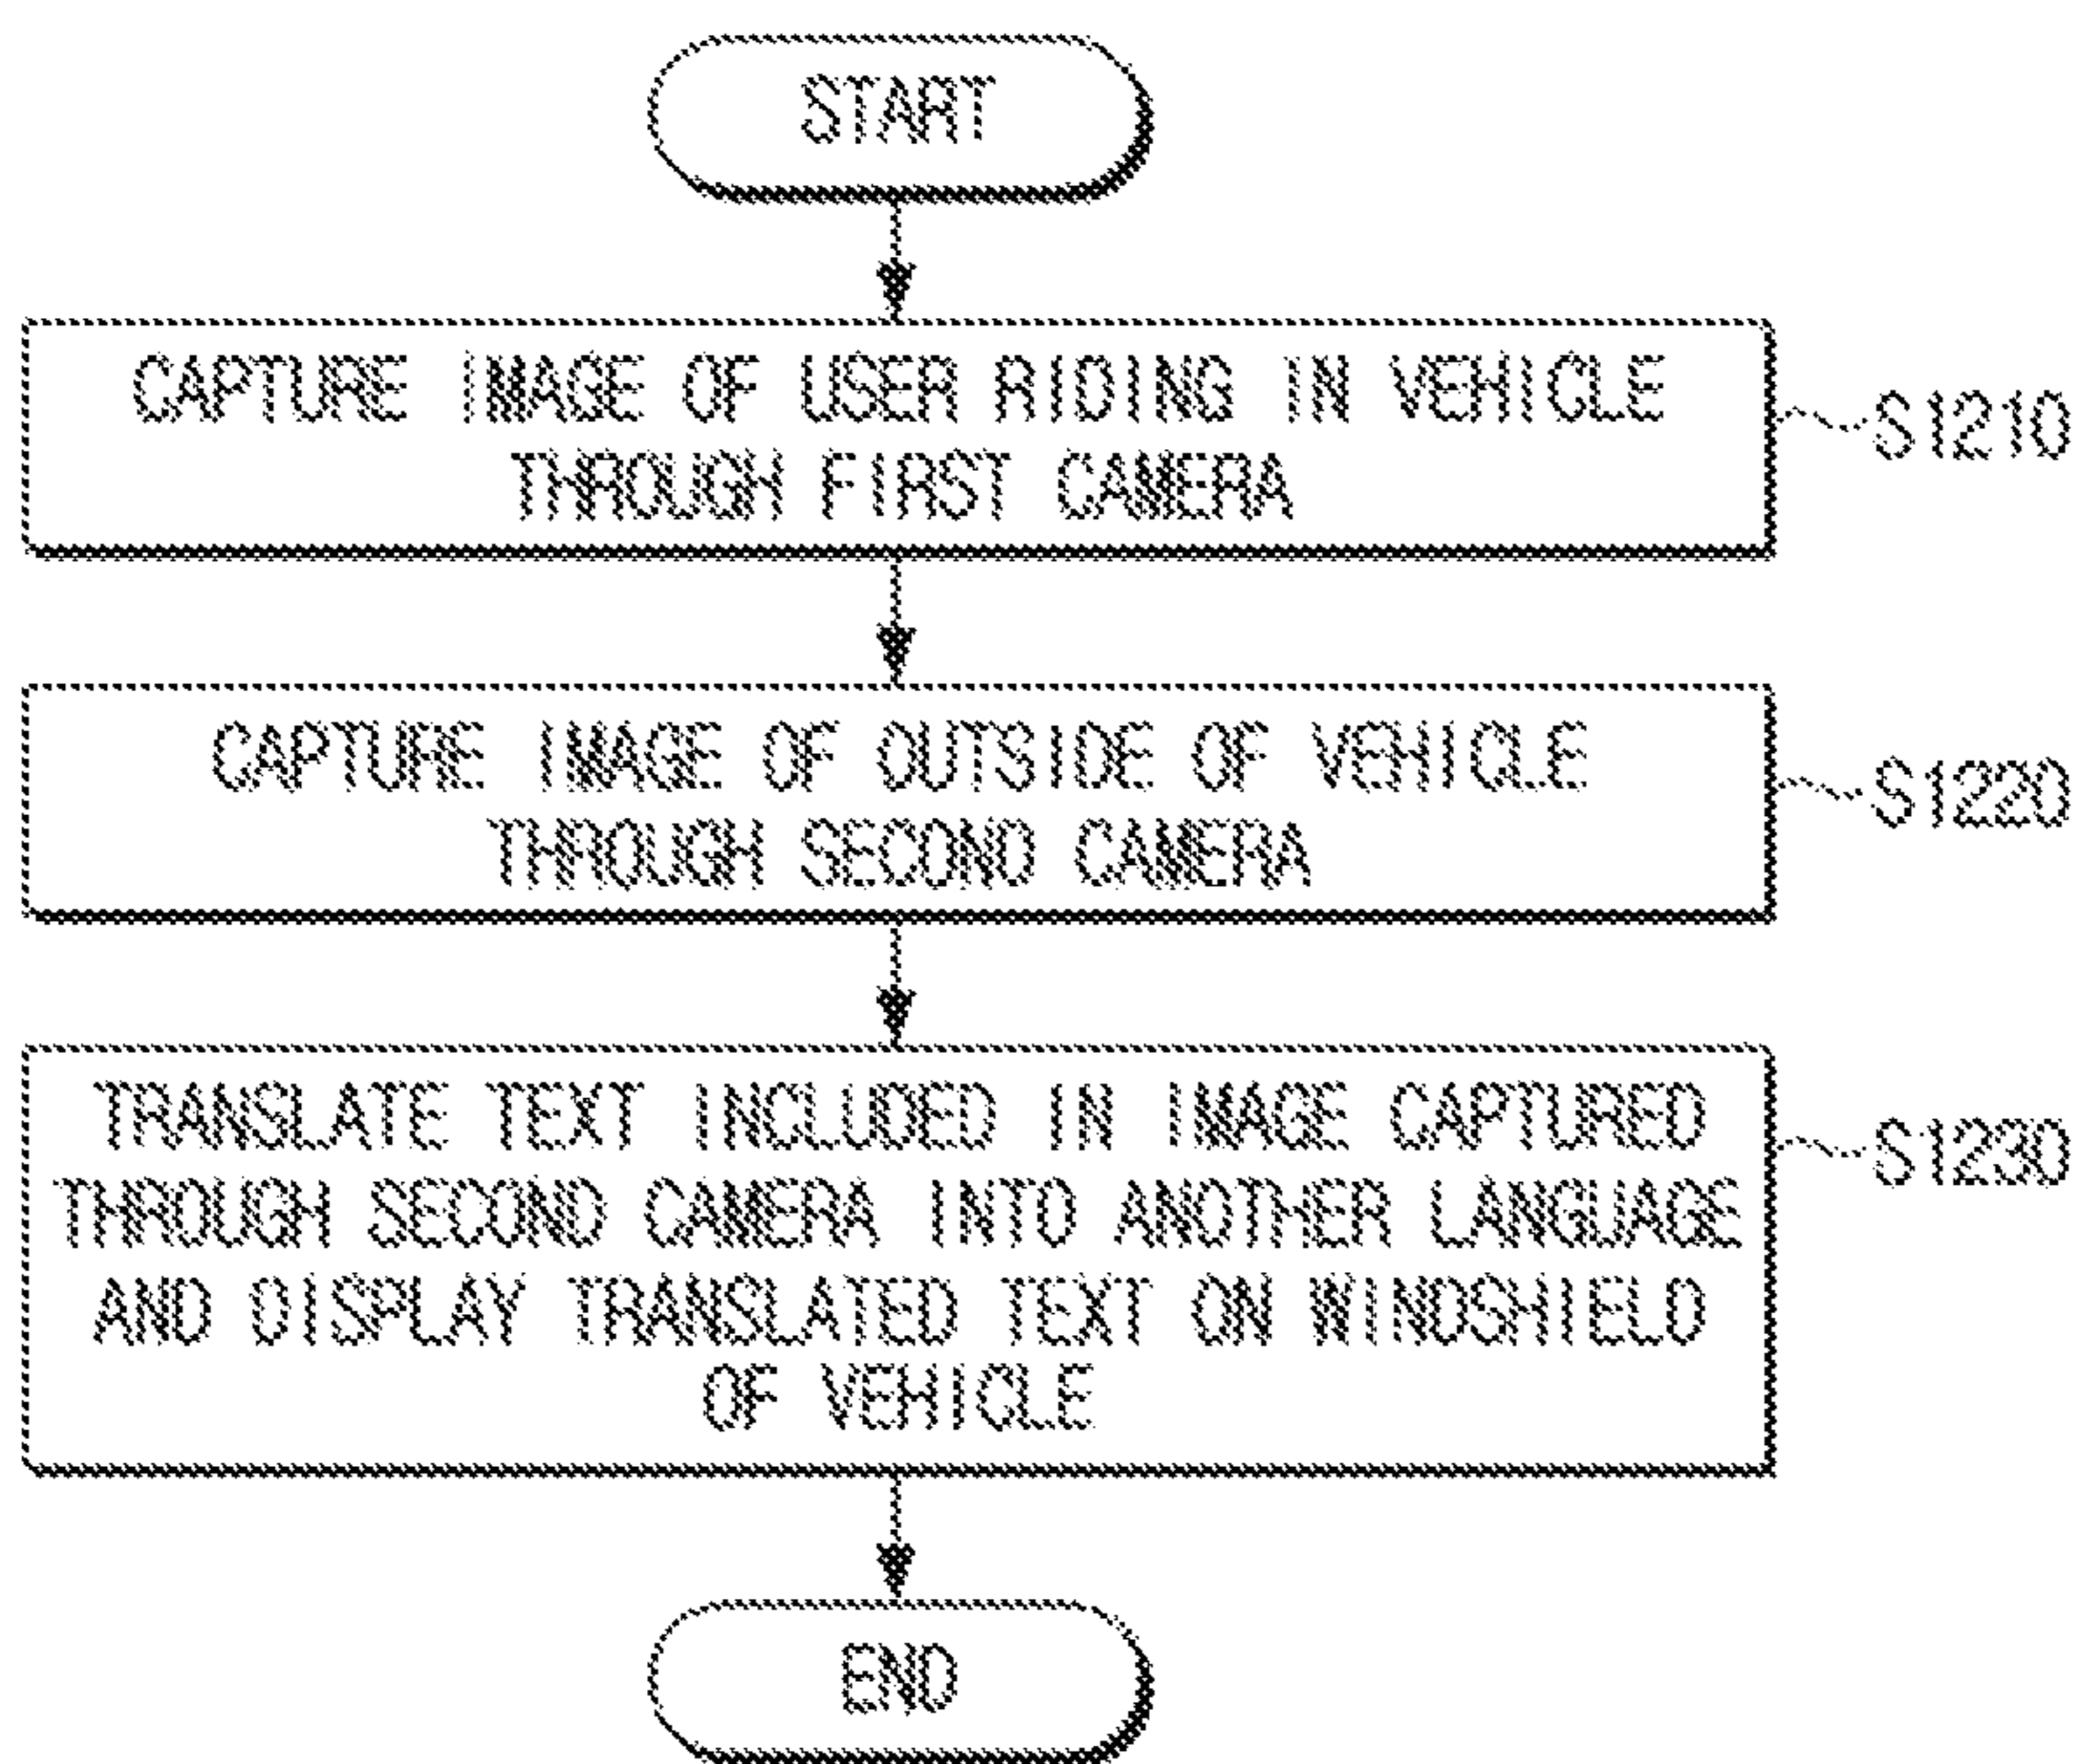 START
CAPTURE IMAGE OF USER RIDING IN VEHICLE
THROUGH FIRST CAMERA
S1210
CAPTURE IMAGE OF OUTSIDE OF VEHICLE
THROUGH SECOND CAMERA
S1220
TRANSLATE TEXT INCLUDED IN IMAGE CAPTURED
THROUGH SECOND CAMERA INTO ANOTHER LANGUAGE
AND DISPLAY TRANSLATED TEXT ON WINDSHIELD
OF VEHICLE
S1230
END